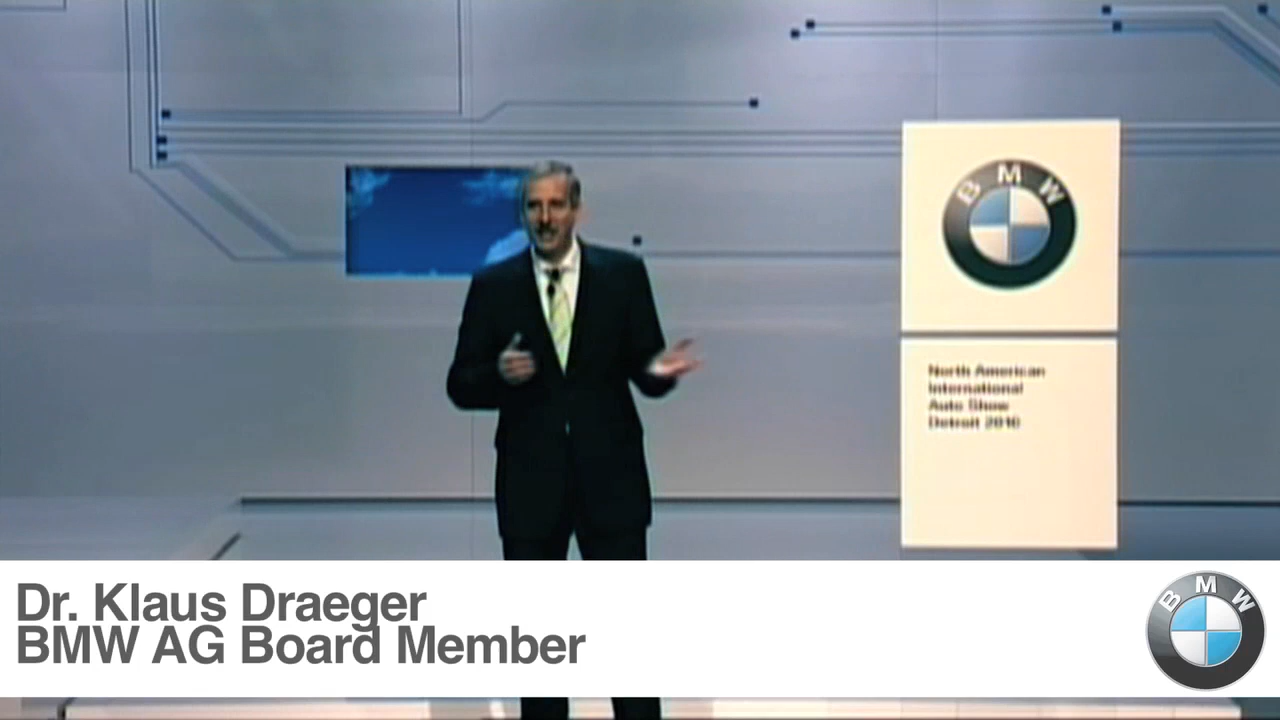 BMW
North American
International
Auto Show
Detroit 2010
Dr. Klaus Draeger
BMW AG Board Member
BMW